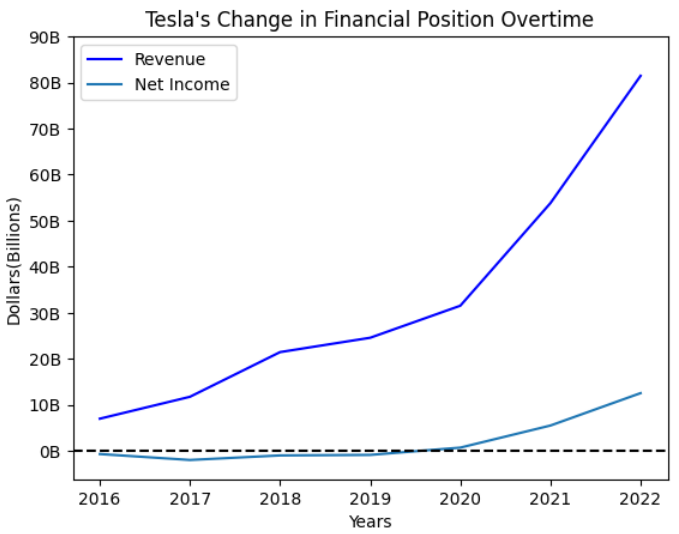 Tesla's Change in Financial Position Overtime
90B
80B
70B
60B
50B
40B
30B
20B
10B
0B
Dollars(Billions)
Revenue
Net Income
2016 2017 2018 2019 2020 2021 2022
Years